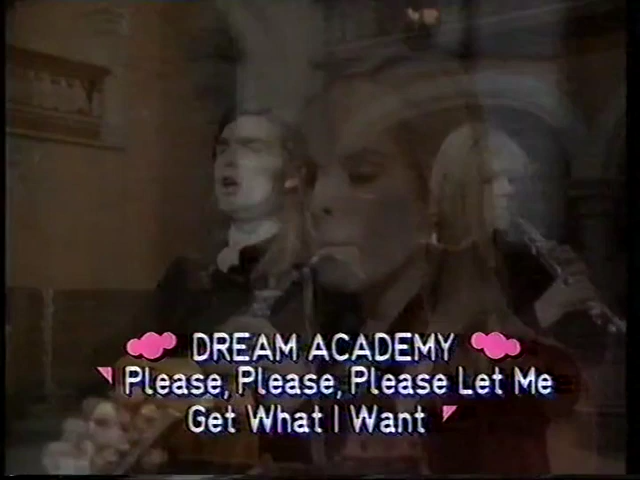 DREAM ACADEMY
Please, Please, Please Let Me
Get What I Want